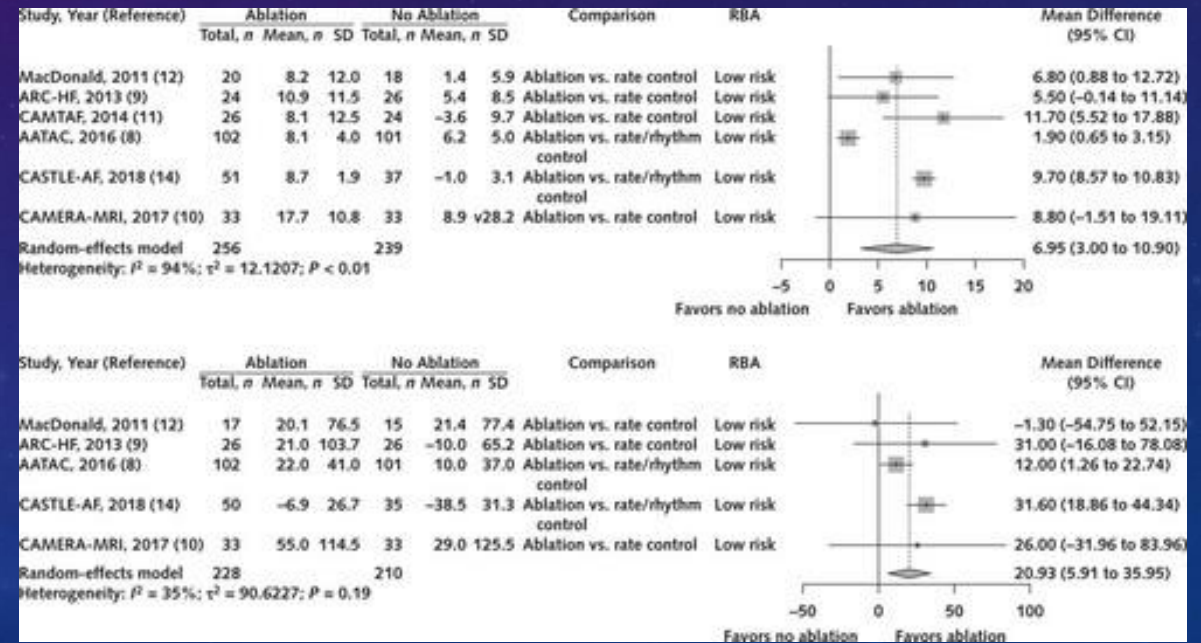 Study, Year (Reference) Ablation No Ablation Comparison RBA Mean Difference
Total, n Mean, n SD Total, n Mean, n SD (95% CI)
MacDonald, 2011 (12) 20 8.2 12.0 18 1.4 5.9 Ablation vs. rate control Low risk 6.80 (0.88 to 12.72)
ARC-HF, 2013 (9) 24 10.9 11.5 26 5.4 8.5 Ablation vs. rate control Low risk 5.50 (−0.14 to 11.14)
CAMTAF, 2014 (11) 26 8.1 12.5 24 −3.6 9.7 Ablation vs. rate control Low risk 11.70 (5.52 to 17.88)
AATAC, 2016 (8) 102 8.1 4.0 101 6.2 5.0 Ablation vs. rate/rhythm Low risk 1.90 (0.65 to 3.15)
control
CASTLE-AF, 2018 (14) 51 8.7 1.9 37 −1.0 3.1 Ablation vs. rate/rhythm Low risk 9.70 (8.57 to 10.83)
control
CAMERA-MRI, 2017 (10) 33 17.7 10.8 33 8.9 v28.2 Ablation vs. rate control Low risk 8.80 (−1.51 to 19.11)
Random-effects model 256 239 6.95 (3.00 to 10.90)
Heterogeneity: I² = 94%; τ² = 12.1207; P < 0.01
−5 0 5 10 15 20
Favors no ablation Favors ablation
Study, Year (Reference) Ablation No Ablation Comparison RBA Mean Difference
Total, n Mean, n SD Total, n Mean, n SD (95% CI)
MacDonald, 2011 (12) 17 20.1 76.5 15 21.4 77.4 Ablation vs. rate control Low risk −1.30 (−54.75 to 52.15)
ARC-HF, 2013 (9) 26 21.0 103.7 26 −10.0 65.2 Ablation vs. rate control Low risk 31.00 (−16.08 to 78.08)
AATAC, 2016 (8) 102 22.0 41.0 101 10.0 37.0 Ablation vs. rate/rhythm Low risk 12.00 (1.26 to 22.74)
control
CASTLE-AF, 2018 (14) 50 −6.9 26.7 35 −38.5 31.3 Ablation vs. rate/rhythm Low risk 31.60 (18.86 to 44.34)
control
CAMERA-MRI, 2017 (10) 33 55.0 114.5 33 29.0 125.5 Ablation vs. rate control Low risk 26.00 (−31.96 to 83.96)
Random-effects model 228 210 20.93 (5.91 to 35.95)
Heterogeneity: I² = 35%; τ² = 90.6227; P = 0.19
−50 0 50 100
Favors no ablation Favors ablation